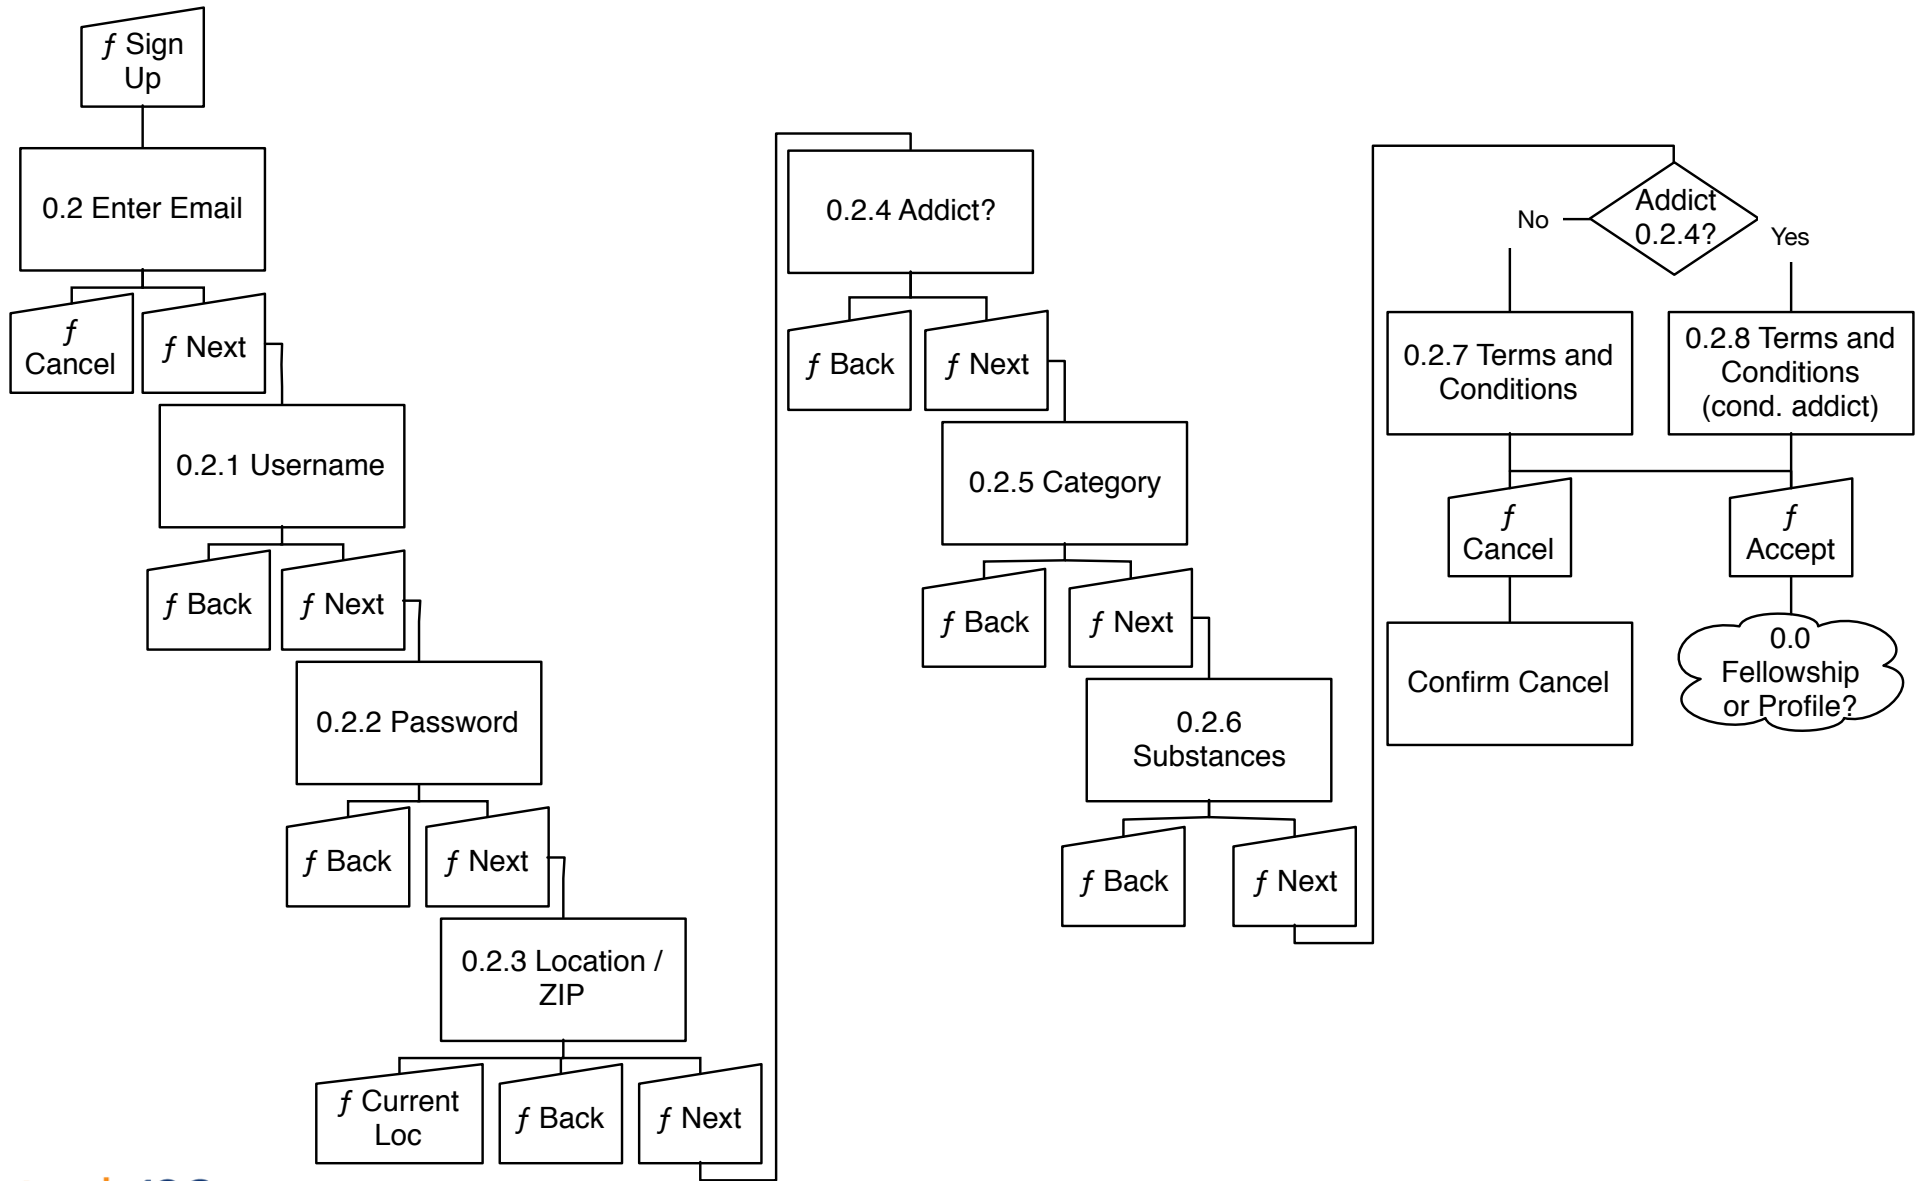 ƒ Sign
Up
0.2 Enter Email
ƒ
Cancel
ƒ Next
0.2.1 Username
ƒ Back
ƒ Next
0.2.2 Password
ƒ Back
ƒ Next
0.2.3 Location /
ZIP
ƒ Current
Loc
ƒ Back
ƒ Next
0.2.4 Addict?
ƒ Back
ƒ Next
0.2.5 Category
ƒ Back
ƒ Next
0.2.6
Substances
ƒ Back
ƒ Next
Addict
0.2.4?
No
Yes
0.2.7 Terms and
Conditions
0.2.8 Terms and
Conditions
(cond. addict)
ƒ
Cancel
ƒ
Accept
Confirm Cancel
0.0
Fellowship
or Profile?